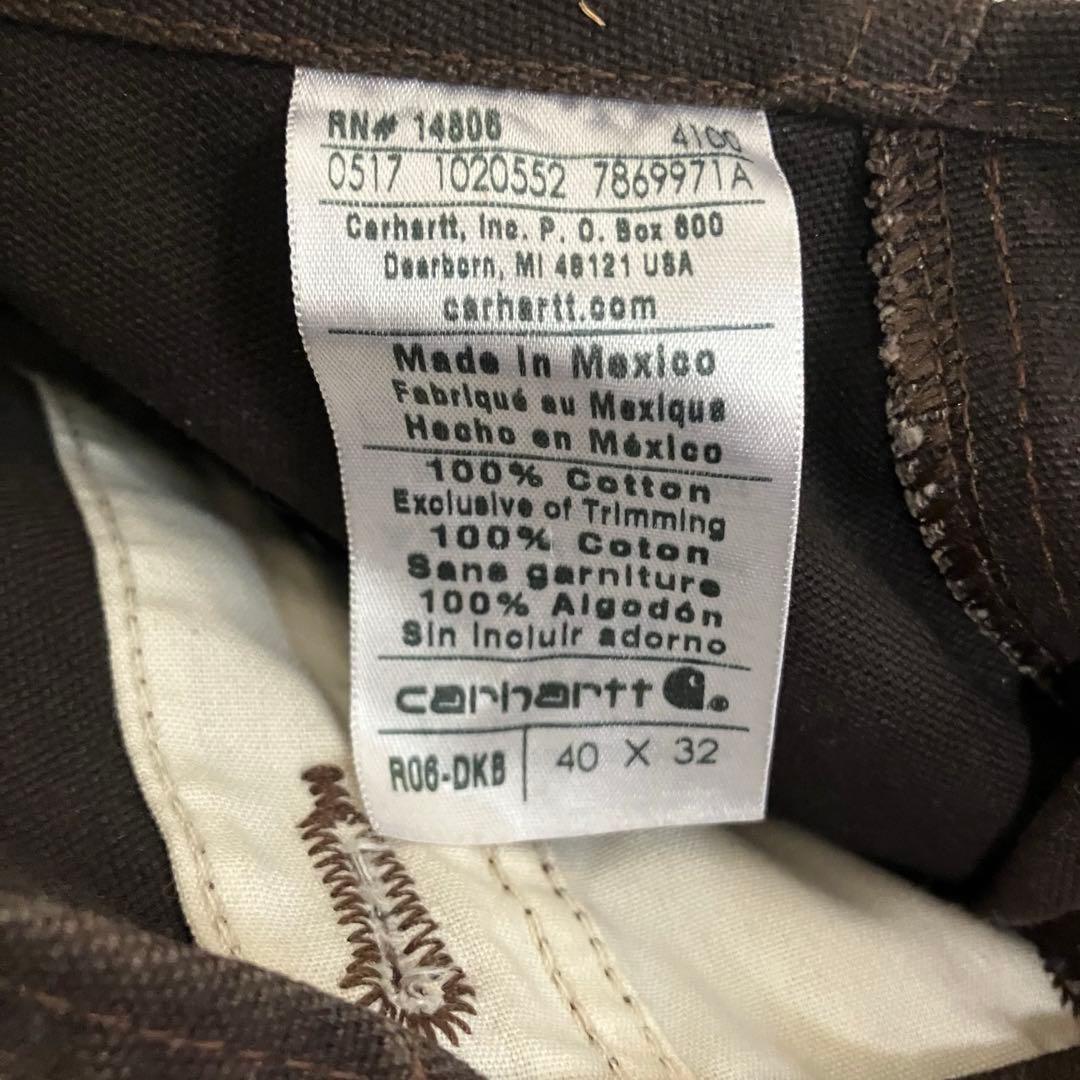 RN# 14806 4100
0517 1020552 7869971A
Carhartt, Inc. P. O. Box 600
Dearborn, MI 48121 USA
carhartt.com
Made In Mexico
Fabriqué au Mexique
Hecho en México
100% Cotton
Exclusive of Trimming
100% Coton
Sans garniture
100% Algodón
Sin incluir adorno
carhartt ®
R06-DKB 40 X 32